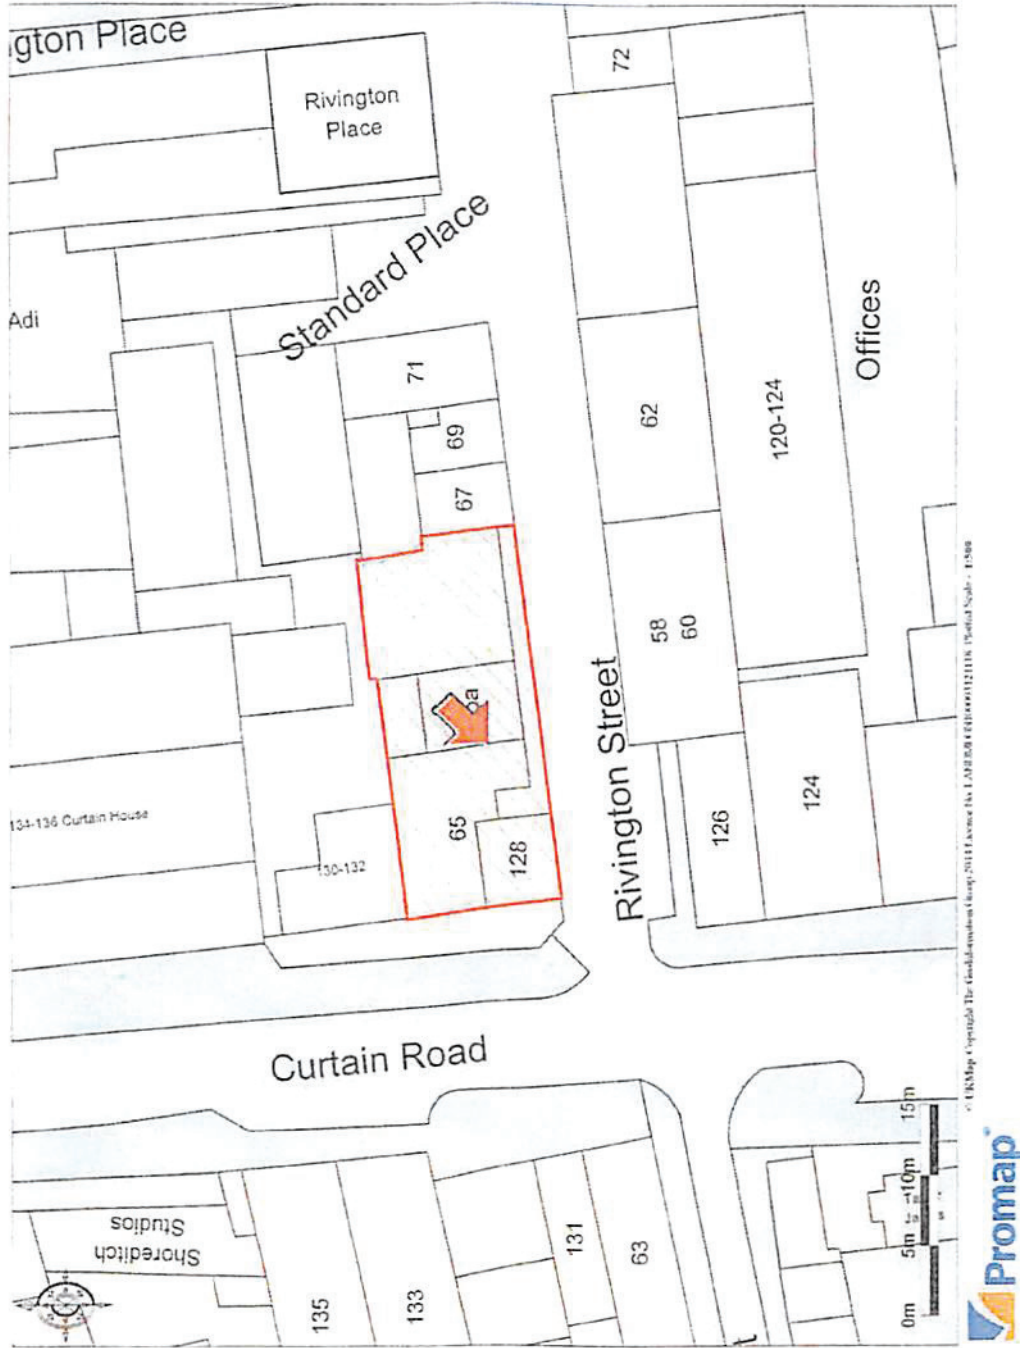 gton Place
Rivington
Place
72
Adi
Standard Place
71
69
67
62
120-124
Offices
58
60
134-136 Curtain House
130-132
65
128
Rivington Street
126
124
Curtain Road
Shoreditch
Studios
135
133
131
63
0m
5m
10m
15m
Promap